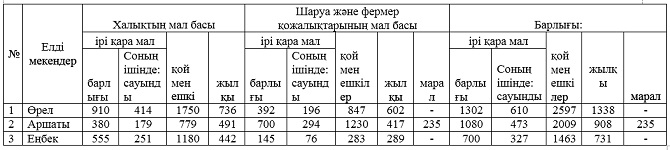 № Елді мекендер Халықтың мал басы Шаруа және фермер қожалықтарының мал басы Барлығы:
ірі қара мал қой мен ешкі жылқы ірі қара мал қой мен ешкілер жылқы марал ірі қара мал қой мен ешкілер жылқы марал
барлығы Соның ішінде: сауынды барлығы Соның ішінде: сауынды барлығы Соның ішінде: сауынды
1 Өрел 910 414 1750 736 392 196 847 602 - 1302 610 2597 1338 -
2 Аршаты 380 179 779 491 700 294 1230 417 235 1080 473 2009 908 235
3 Еңбек 555 251 1180 442 145 76 283 289 - 700 327 1463 731 -